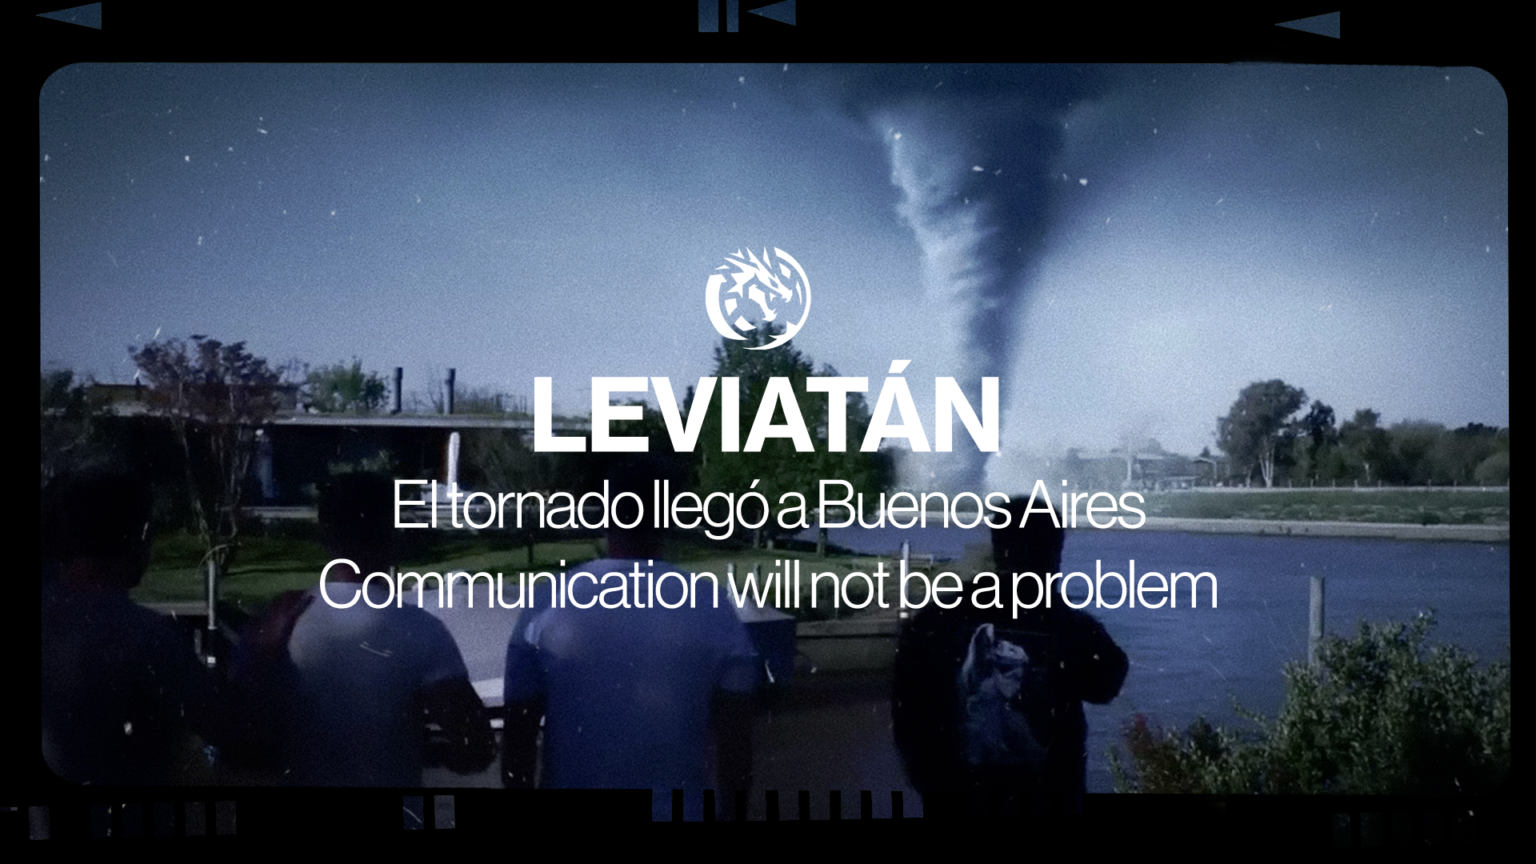 LEVIATÁN
El tornado llegó a Buenos Aires
Communication will not be a problem